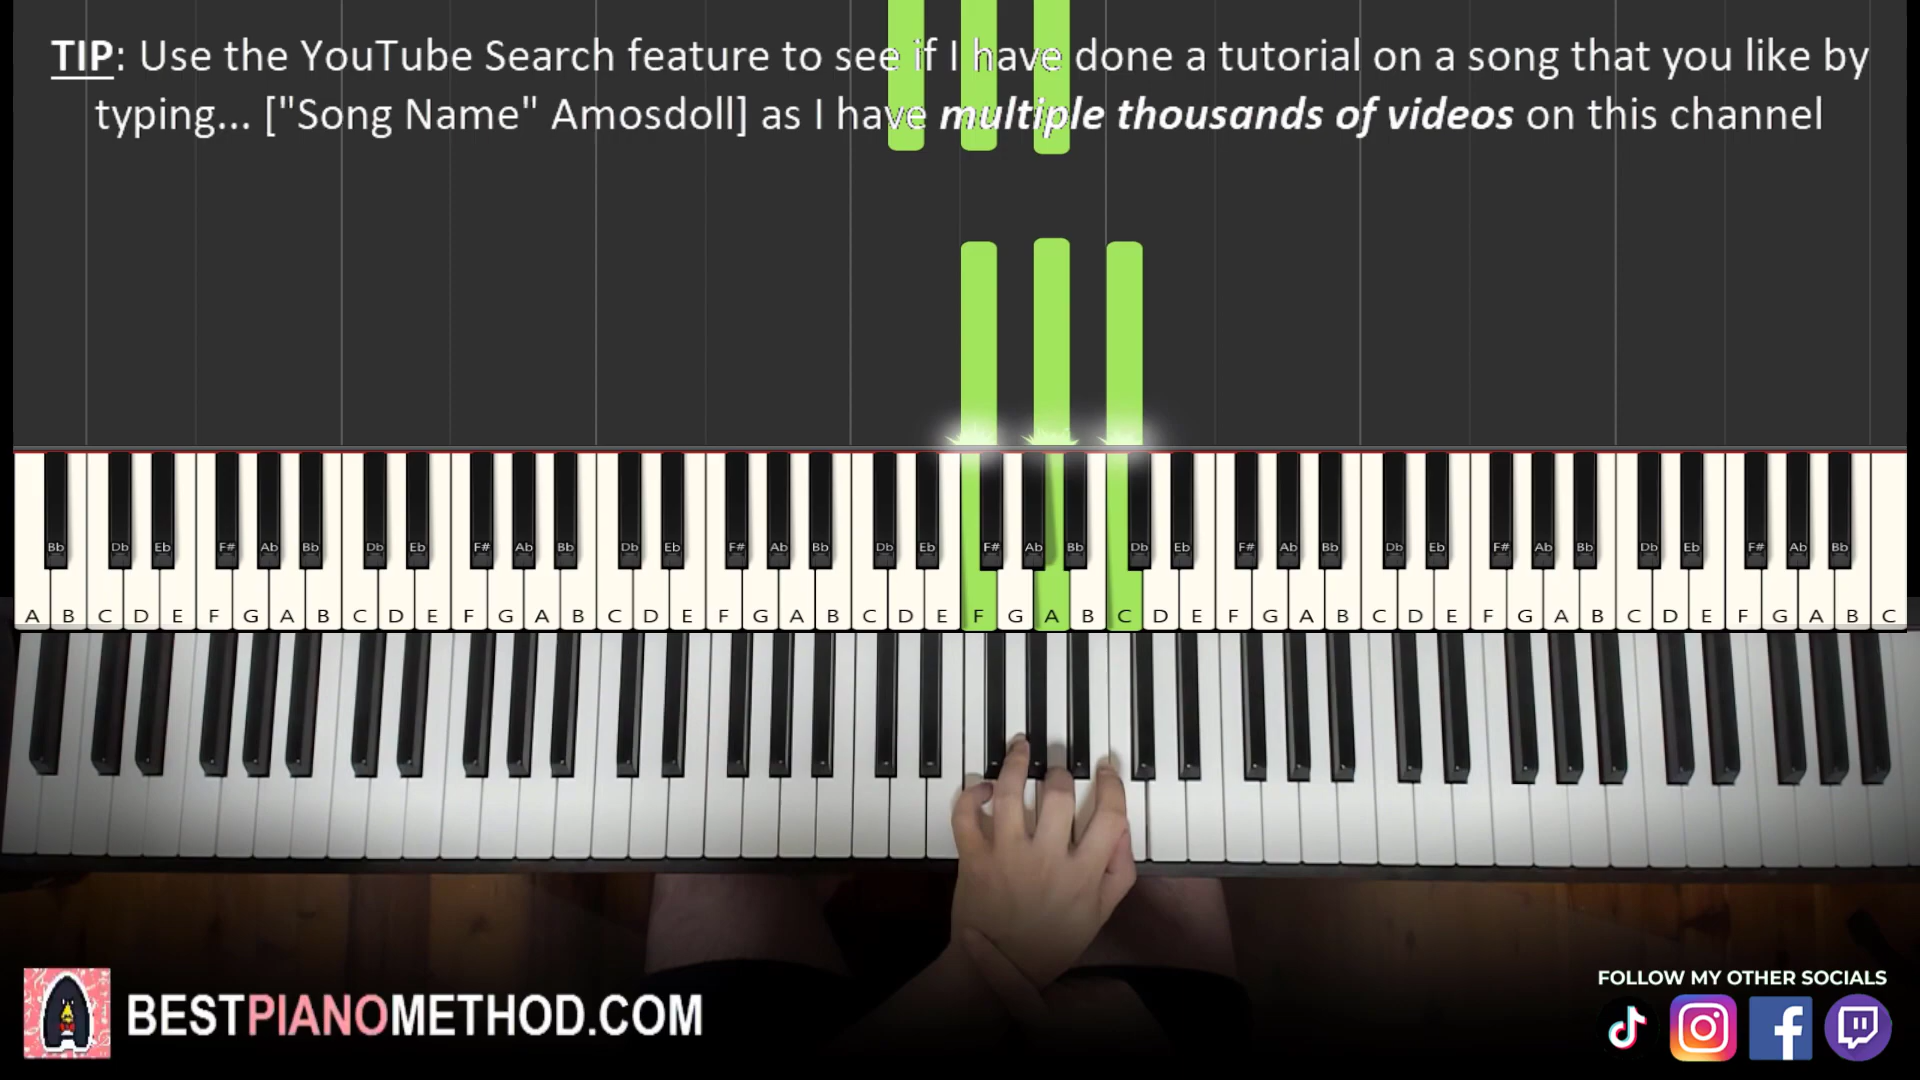 TIP: Use the YouTube Search feature to see if I have done a tutorial on a song that you like by
typing... ["Song Name" Amosdoll] as I have multiple thousands of videos on this channel
Bb Db Eb F# Ab Bb Db Eb F# Ab Bb Db Eb F# Ab Bb Db Eb F# Ab Bb Db Eb F# Ab Bb Db Eb F# Ab Bb Db Eb F# Ab Bb
A B C D E F G A B C D E F G A B C D E F G A B C D E F G A B C D E F G A B C D E F G A B C D E F G A B C
FOLLOW MY OTHER SOCIALS
BESTPIANOMETHOD.COM